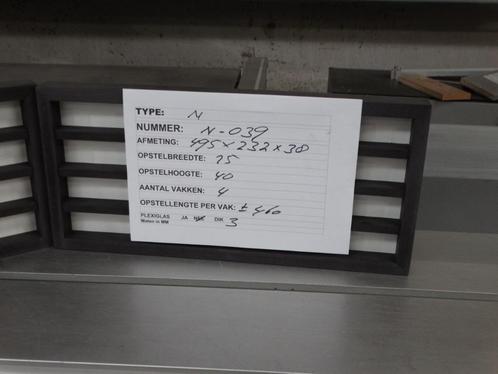 TYPE: N
NUMMER: N-039
AFMETING: 495 x 232 x 38
OPSTELBREEDTE: 25
OPSTELHOOGTE: 40
AANTAL VAKKEN: 4
OPSTELLENGTE PER VAK: ± 460
PLEXIGLAS JA NEE DIK 3
Maten in MM